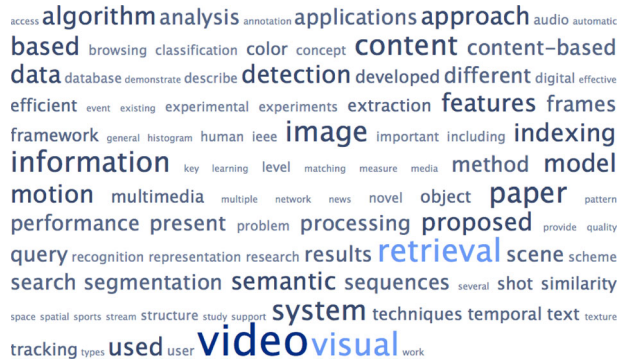 access algorithm analysis annotation applications approach audio automatic
based browsing classification color concept content content-based
data database demonstrate describe detection developed different digital effective
efficient event existing experimental experiments extraction features frames
framework general histogram human ieee image important including indexing
information key learning level matching measure media method model
motion multimedia multiple network news novel object paper pattern
performance present problem processing proposed provide quality
query recognition representation research results retrieval scene scheme
search segmentation semantic sequences several shot similarity
space spatial sports stream structure study support system techniques temporal text texture
tracking types used user video visual work